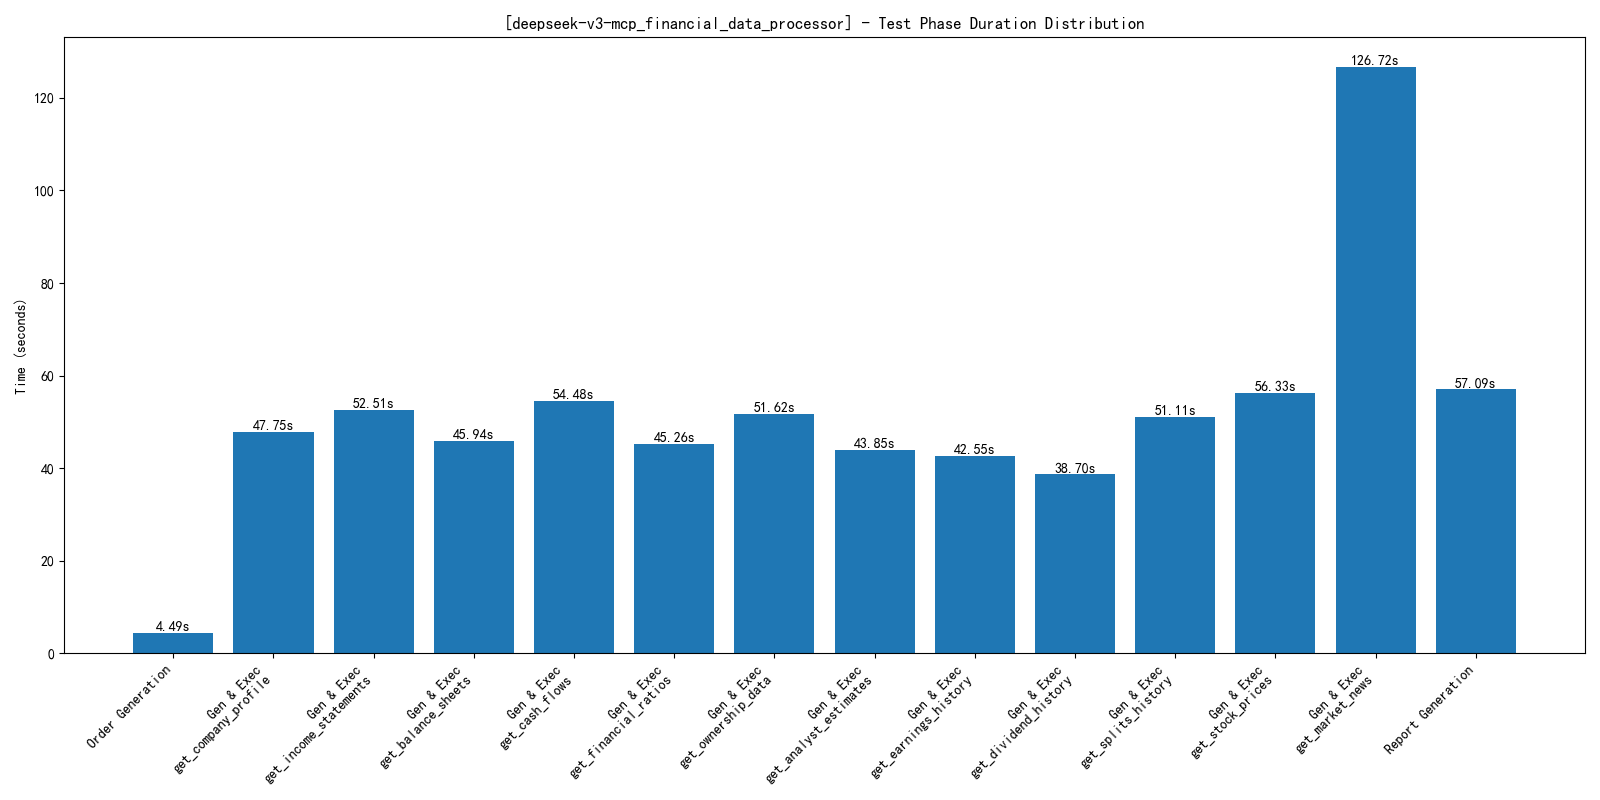 [deepseek-v3-mcp_financial_data_processor] - Test Phase Duration Distribution
Time (seconds)
120
100
80
60
40
20
0
4.49s
47.75s
52.51s
45.94s
54.48s
45.26s
51.62s
43.85s
42.55s
38.70s
51.11s
56.33s
126.72s
57.09s
Order Generation
Gen & Exec
get_company_profile
Gen & Exec
get_income_statements
Gen & Exec
get_balance_sheets
Gen & Exec
get_cash_flows
Gen & Exec
get_financial_ratios
Gen & Exec
get_ownership_data
Gen & Exec
get_analyst_estimates
Gen & Exec
get_earnings_history
Gen & Exec
get_dividend_history
Gen & Exec
get_splits_history
Gen & Exec
get_stock_prices
Gen & Exec
get_market_news
Report Generation